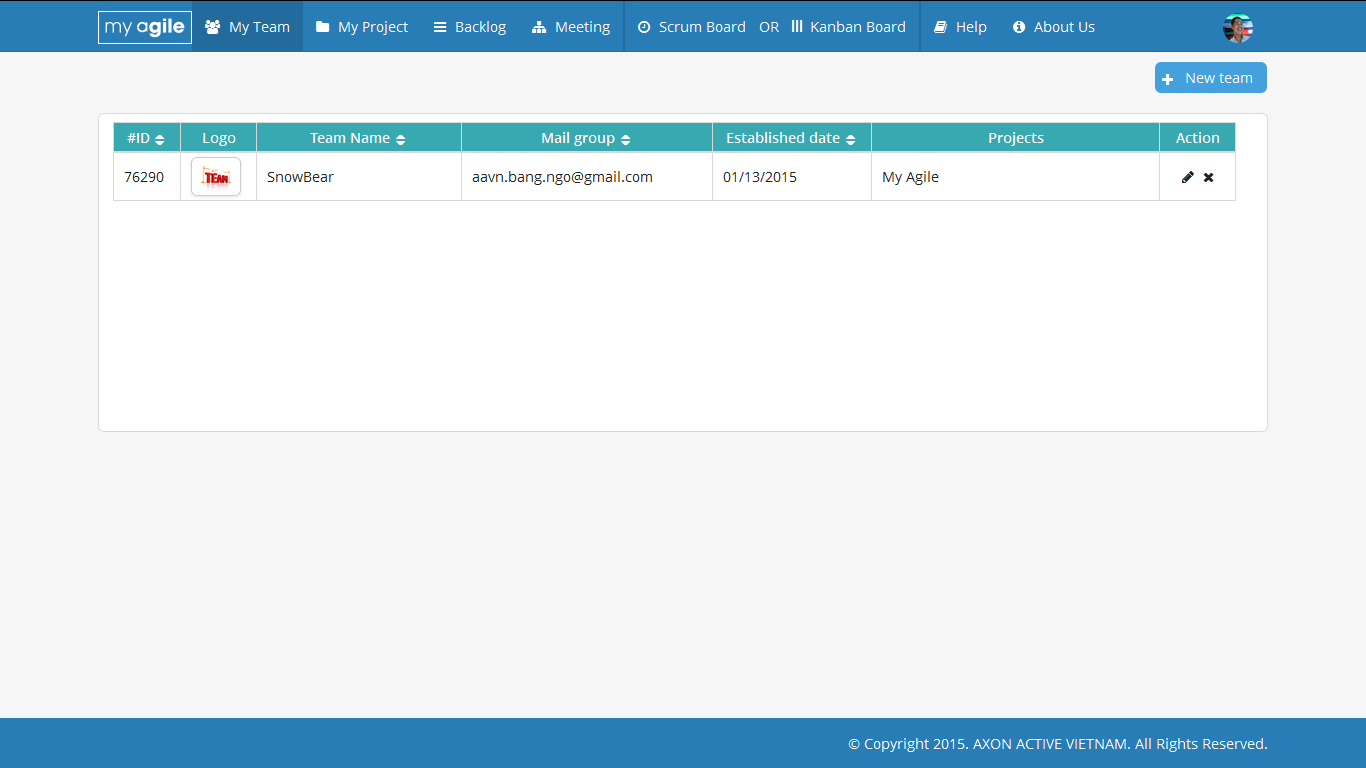 my agile My Team My Project Backlog Meeting Scrum Board OR Kanban Board Help About Us
New team
#ID Logo Team Name Mail group Established date Projects Action
76290 TEAM SnowBear aavn.bang.ngo@gmail.com 01/13/2015 My Agile
© Copyright 2015. AXON ACTIVE VIETNAM. All Rights Reserved.